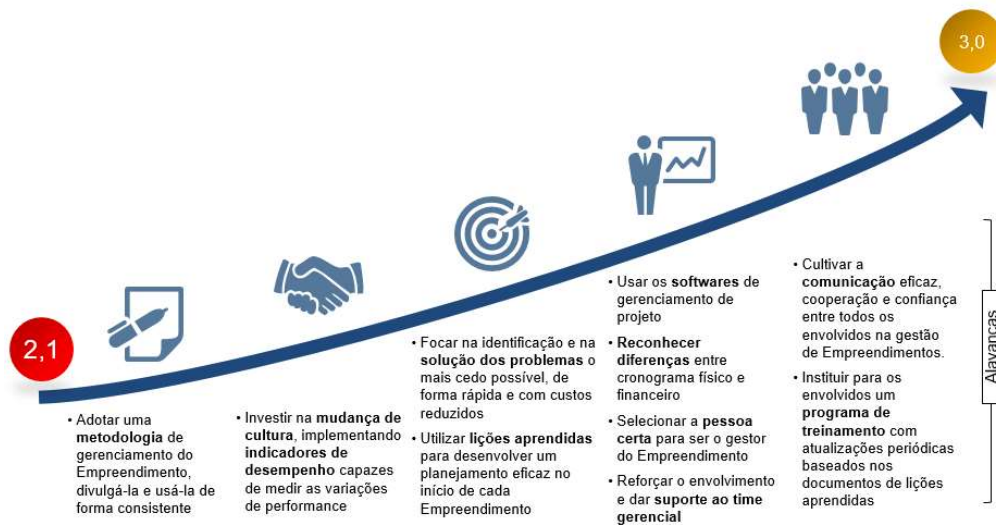 3,0
2,1
• Adotar uma
metodologia de
gerenciamento do
Empreendimento,
divulgá-la e usá-la de
forma consistente
• Investir na mudança de
cultura, implementando
indicadores de
desempenho capazes
de medir as variações
de performance
• Focar na identificação e na
solução dos problemas o
mais cedo possível, de
forma rápida e com custos
reduzidos
• Utilizar lições aprendidas
para desenvolver um
planejamento eficaz no
início de cada
Empreendimento
• Usar os softwares de
gerenciamento de
projeto
• Reconhecer
diferenças entre
cronograma físico e
financeiro
• Selecionar a pessoa
certa para ser o gestor
do Empreendimento
• Reforçar o envolvimento
e dar suporte ao time
gerencial
• Cultivar a
comunicação eficaz,
cooperação e confiança
entre todos os
envolvidos na gestão
de Empreendimentos.
• Instituir para os
envolvidos um
programa de
treinamento com
atualizações periódicas
baseados nos
documentos de lições
aprendidas
Alavancas